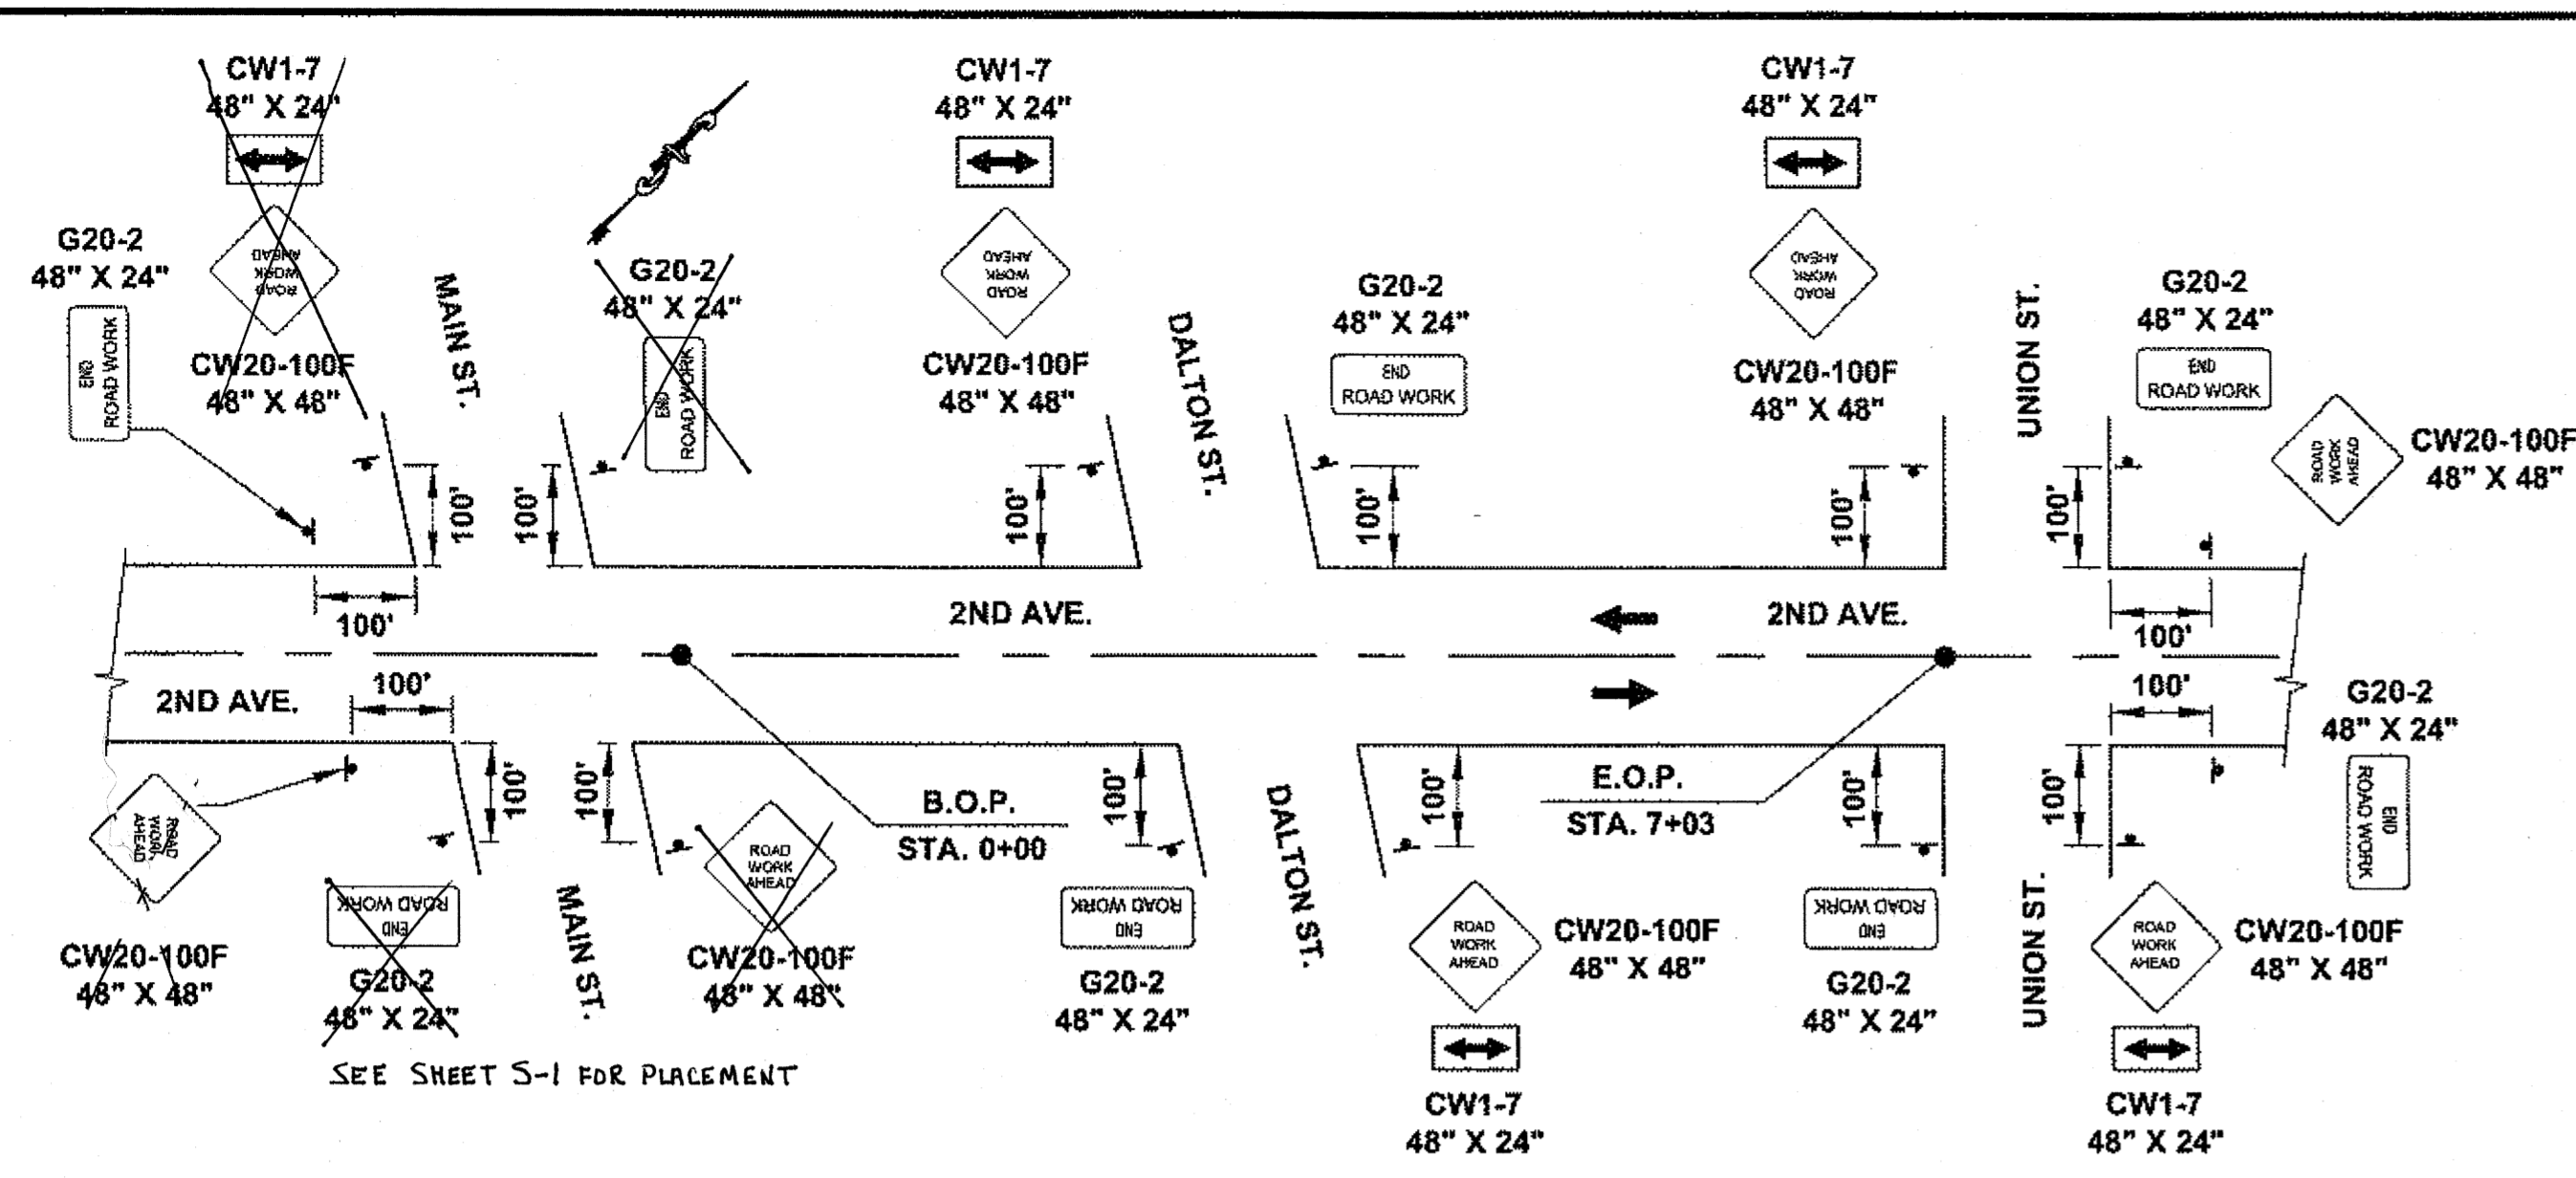 CW1-7
48" X 24"
ROAD
WORK
AHEAD
CW20-100F
48" X 48"
G20-2
48" X 24"
END
ROAD WORK
MAIN ST.
G20-2
48" X 24"
END
ROAD WORK
CW1-7
48" X 24"
ROAD
WORK
AHEAD
CW20-100F
48" X 48"
DALTON ST.
G20-2
48" X 24"
END
ROAD WORK
CW1-7
48" X 24"
ROAD
WORK
AHEAD
CW20-100F
48" X 48"
UNION ST.
G20-2
48" X 24"
END
ROAD WORK
ROAD
WORK
AHEAD
CW20-100F
48" X 48"
100'
100'
100'
100'
100'
100'
100'
2ND AVE.
2ND AVE.
100'
2ND AVE.
100'
100'
G20-2
48" X 24"
END
ROAD WORK
100'
100'
100'
100'
100'
100'
B.O.P.
STA. 0+00
E.O.P.
STA. 7+03
ROAD
WORK
AHEAD
CW20-100F
48" X 48"
END
ROAD WORK
G20-2
48" X 24"
MAIN ST.
ROAD
WORK
AHEAD
CW20-100F
48" X 48"
END
ROAD WORK
G20-2
48" X 24"
DALTON ST.
ROAD
WORK
AHEAD
CW20-100F
48" X 48"
CW1-7
48" X 24"
END
ROAD WORK
G20-2
48" X 24"
UNION ST.
ROAD
WORK
AHEAD
CW20-100F
48" X 48"
CW1-7
48" X 24"
SEE SHEET S-1 FOR PLACEMENT